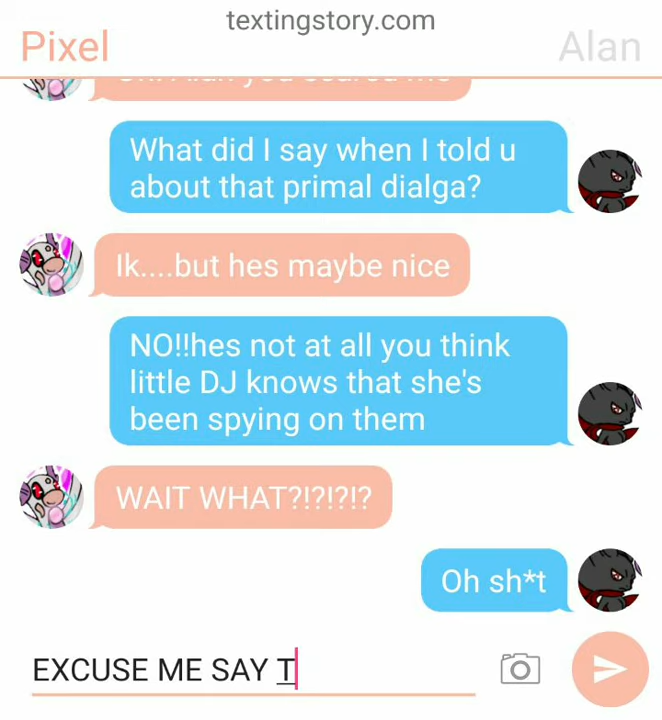 textingstory.com
Pixel
Alan
What did I say when I told u
about that primal dialga?
Ik....but hes maybe nice
NO!!hes not at all you think
little DJ knows that she's
been spying on them
WAIT WHAT?!?!?!?
Oh sh*t
EXCUSE ME SAY T